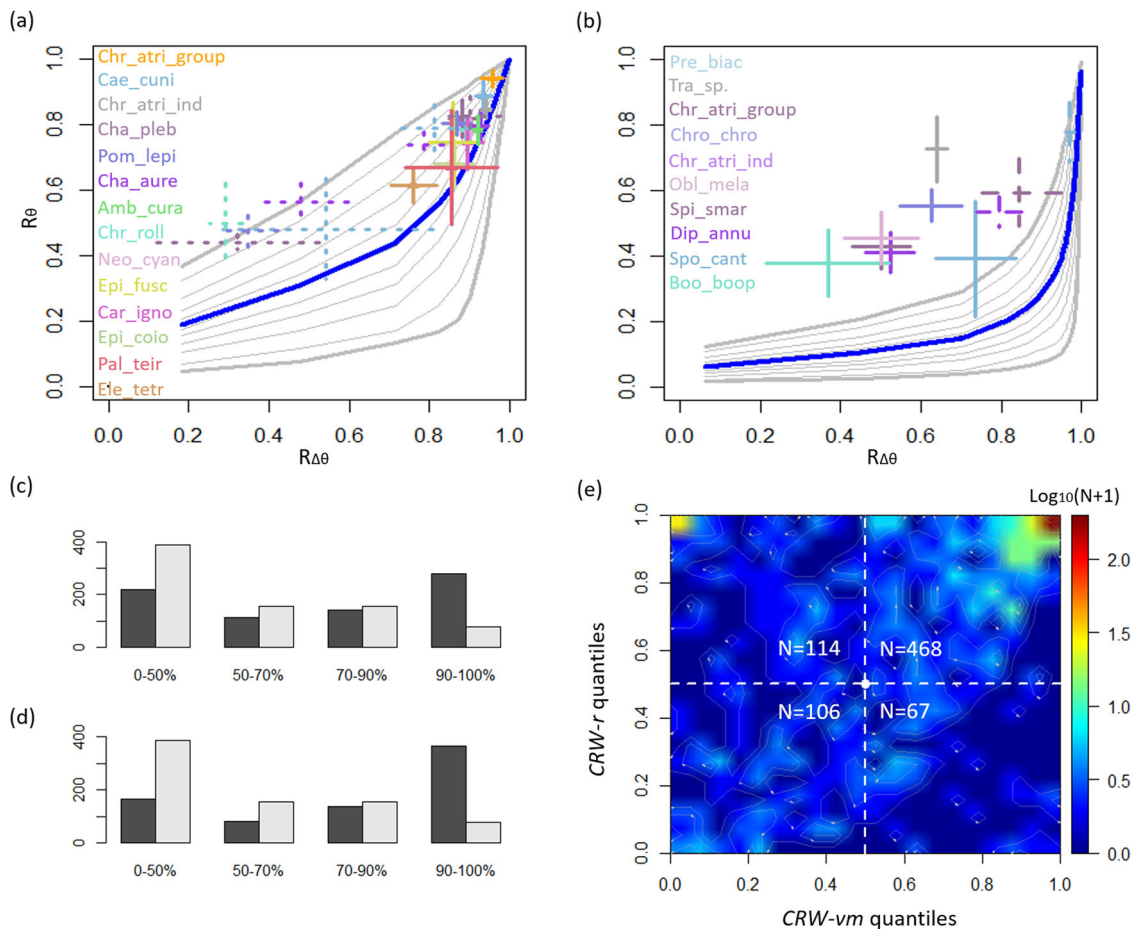 (a)
Rθ
1.0
0.8
0.6
0.4
0.2
0.0
Chr_atri_group
Cae_cuni
Chr_atri_ind
Cha_pleb
Pom_lepi
Cha_aure
Amb_cura
Chr_roll
Neo_cyan
Epi_fusc
Car_igno
Epi_coio
Pal_teir
Ele_tetr
0.0 0.2 0.4 0.6 0.8 1.0
RΔθ
(b)
Rθ
1.0
0.8
0.6
0.4
0.2
0.0
Pre_biac
Tra_sp.
Chr_atri_group
Chro_chro
Chr_atri_ind
Obl_mela
Spi_smar
Dip_annu
Spo_cant
Boo_boop
0.0 0.2 0.4 0.6 0.8 1.0
RΔθ
(c)
400
200
0
0-50% 50-70% 70-90% 90-100%
(d)
400
200
0
0-50% 50-70% 70-90% 90-100%
(e)
Log10(N+1)
CRW-r quantiles
1.0
0.8
0.6
0.4
0.2
0.0
N=114 N=468
N=106 N=67
0.0 0.2 0.4 0.6 0.8 1.0
CRW-vm quantiles
2.0
1.5
1.0
0.5
0.0